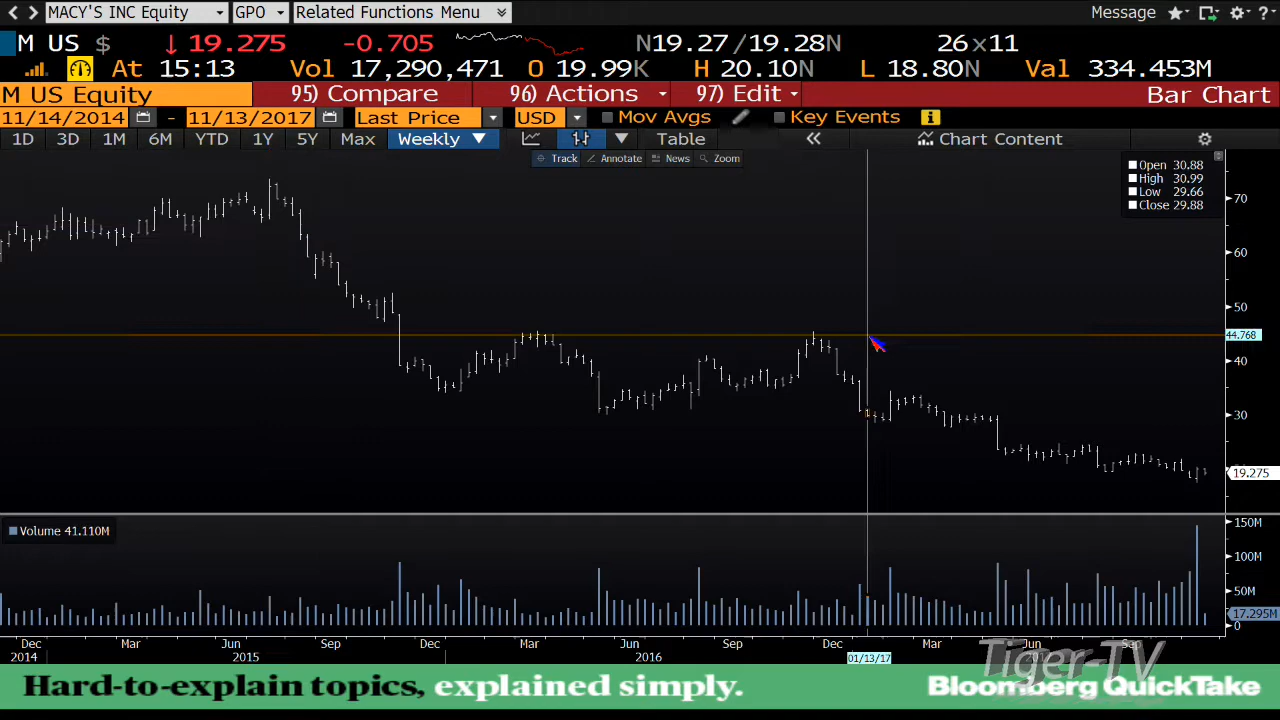 MACY'S INC Equity GPO Related Functions Menu Message ?
M US $ ↓ 19.275 -0.705 N19.27 /19.28N 26 x11
At 15:13 Vol 17,290,471 O 19.99K H 20.10N L 18.80N Val 334.453M
M US Equity 95) Compare 96) Actions 97) Edit Bar Chart
11/14/2014 - 11/13/2017 Last Price USD Mov Avgs Key Events i
1D 3D 1M 6M YTD 1Y 5Y Max Weekly ▼ Table « Chart Content
Track Annotate News Zoom
Open 30.88
High 30.99
Low 29.66
Close 29.88
70
60
50
44.768
40
30
19.275
Volume 41.110M
150M
100M
50M
17.295M
0
Dec Mar Jun Sep Dec Mar Jun Sep Dec Mar Jun Sep
2014 2015 2016 01/13/17
Tiger-TV
Hard-to-explain topics, explained simply. Bloomberg QuickTake